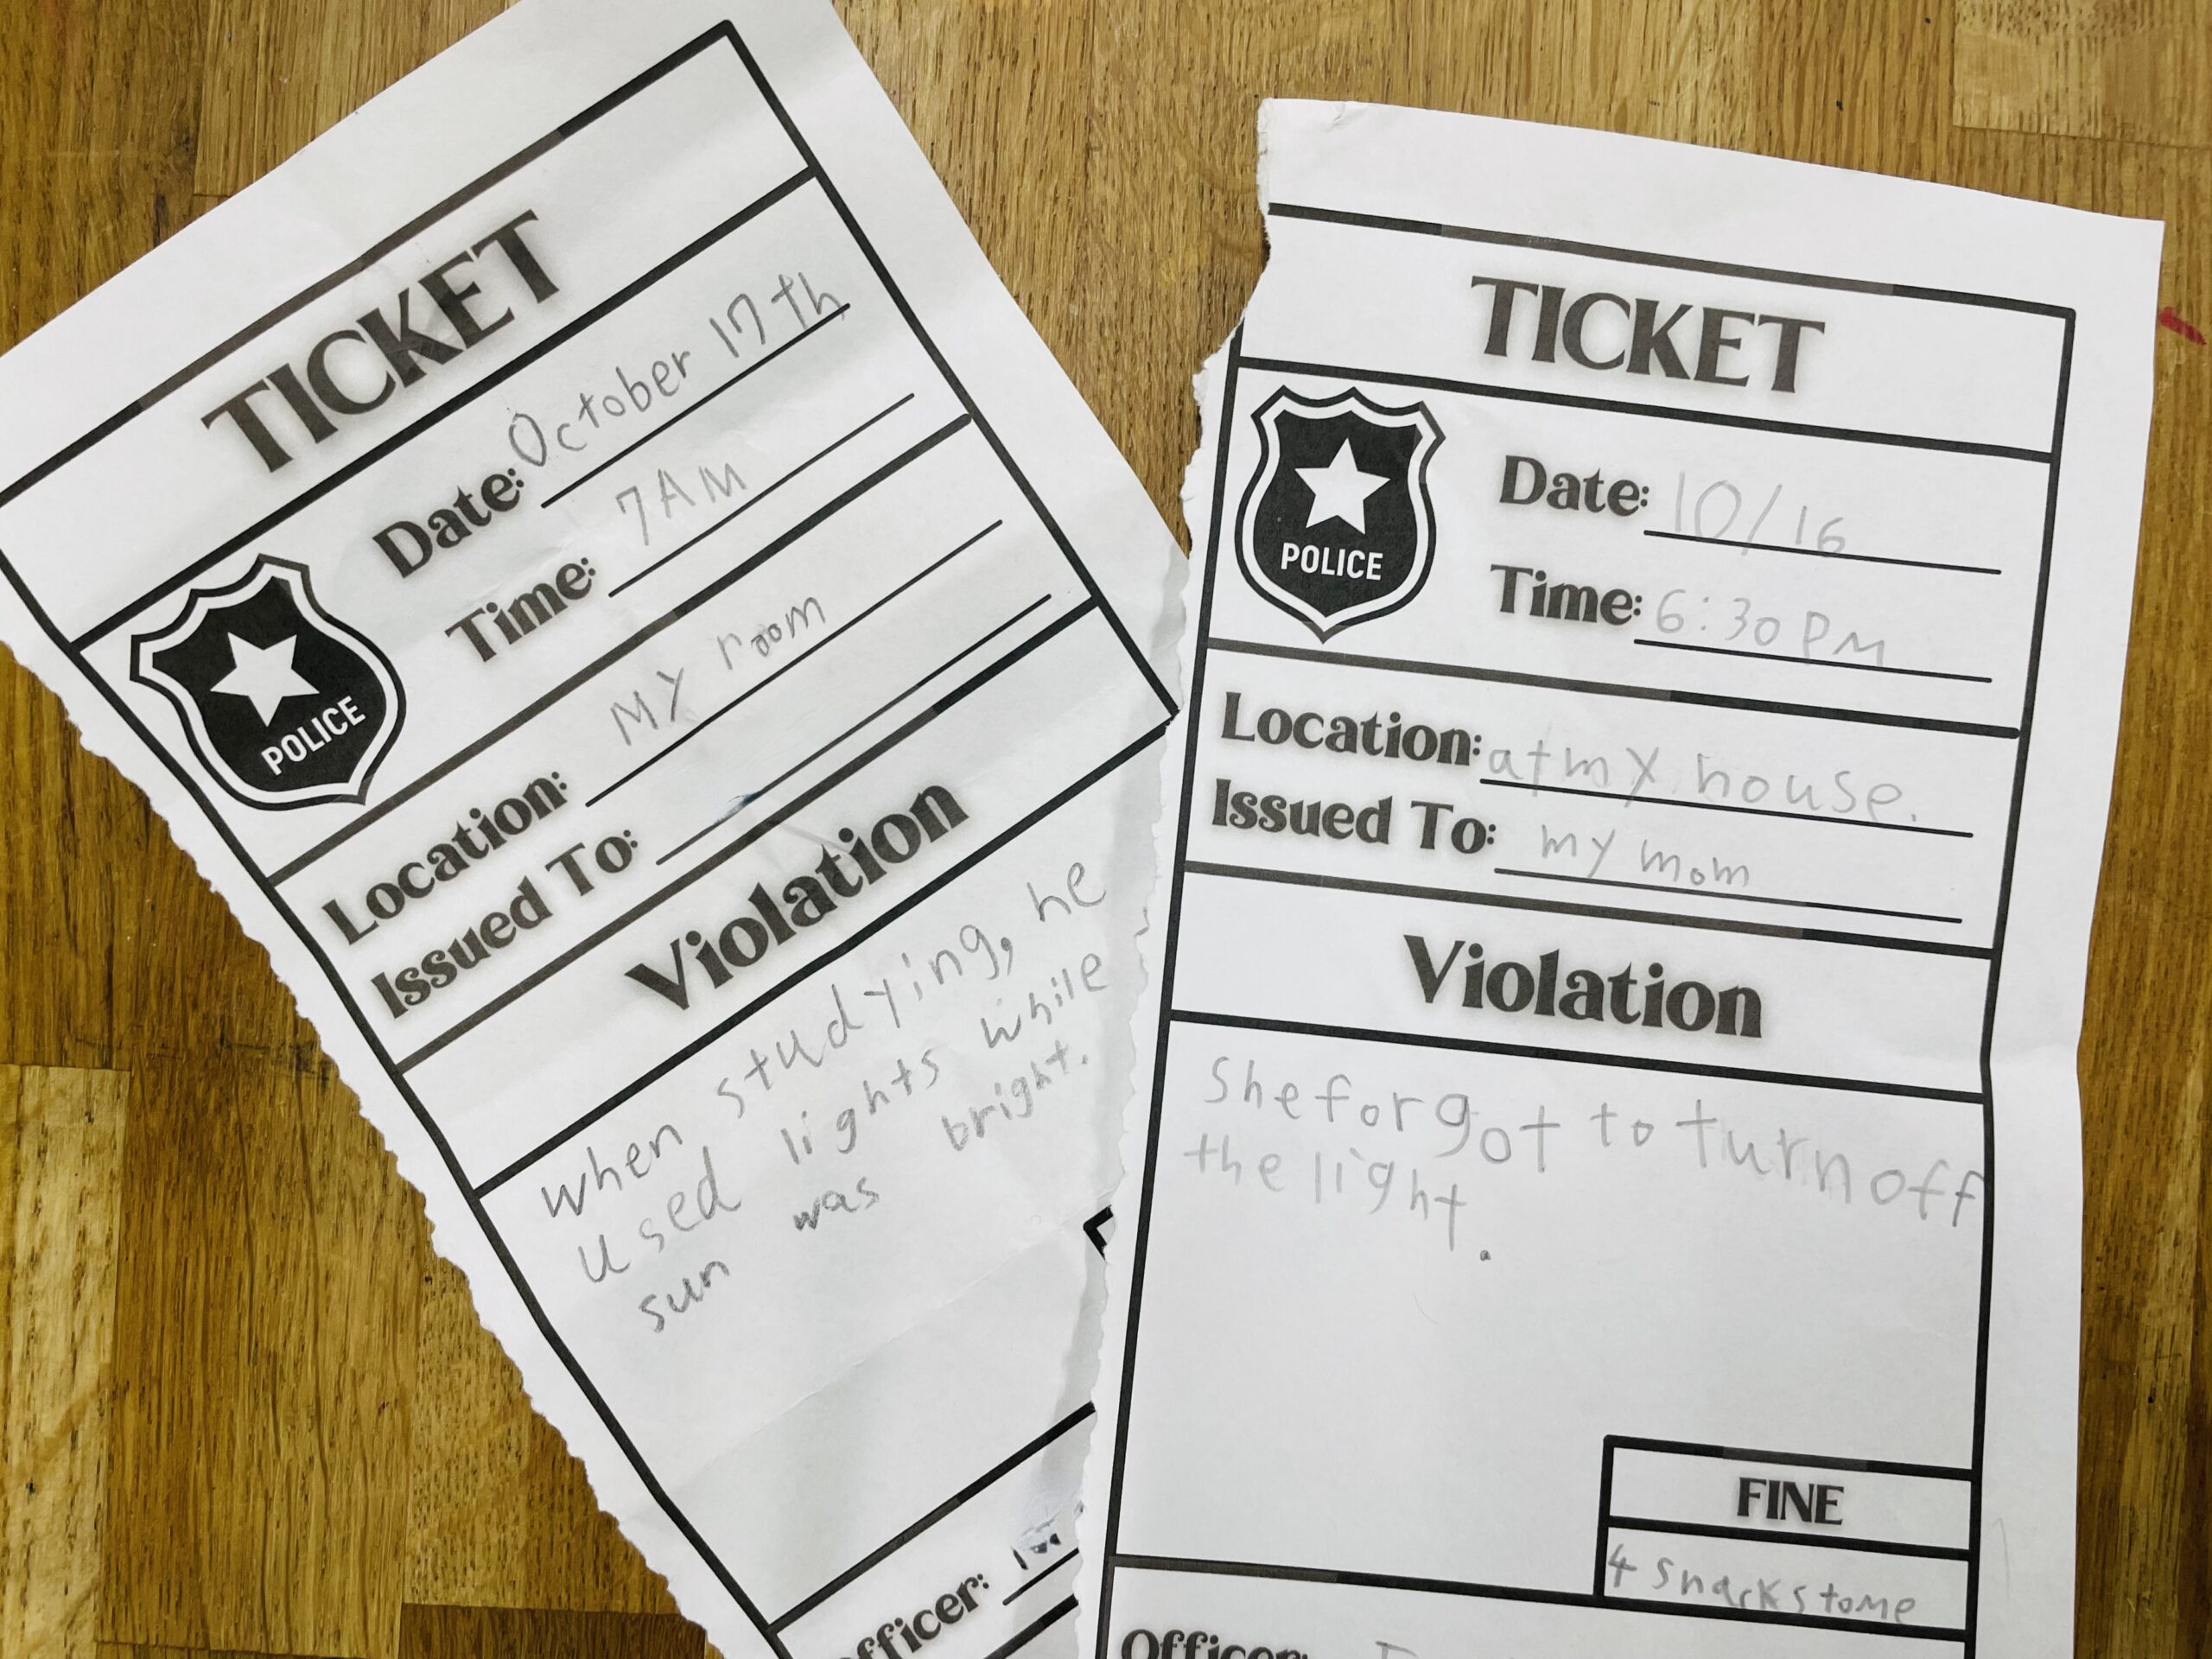 TICKET
POLICE
Date: October 17th
Time: 7AM
Location: MY room
Issued To:
Violation
when studying, he
used lights while
sun was bright.
Officer:
TICKET
POLICE
Date: 10/16
Time: 6:30 PM
Location: at my house.
Issued To: my mom
Violation
She forgot to turn off
the light.
FINE
4 snacks to me
Officer: